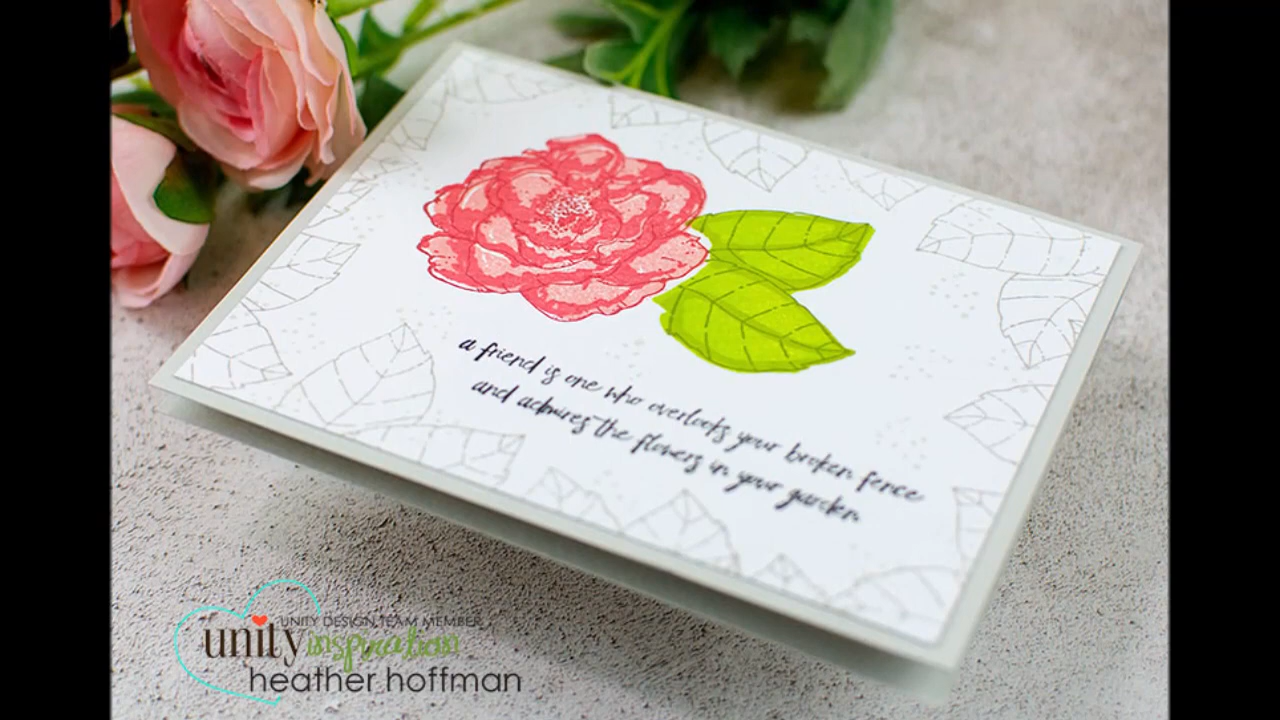 a friend is one who overlooks your broken fence
and admires the flowers in your garden
UNITY DESIGN TEAM MEMBER
unity inspiration
heather hoffman